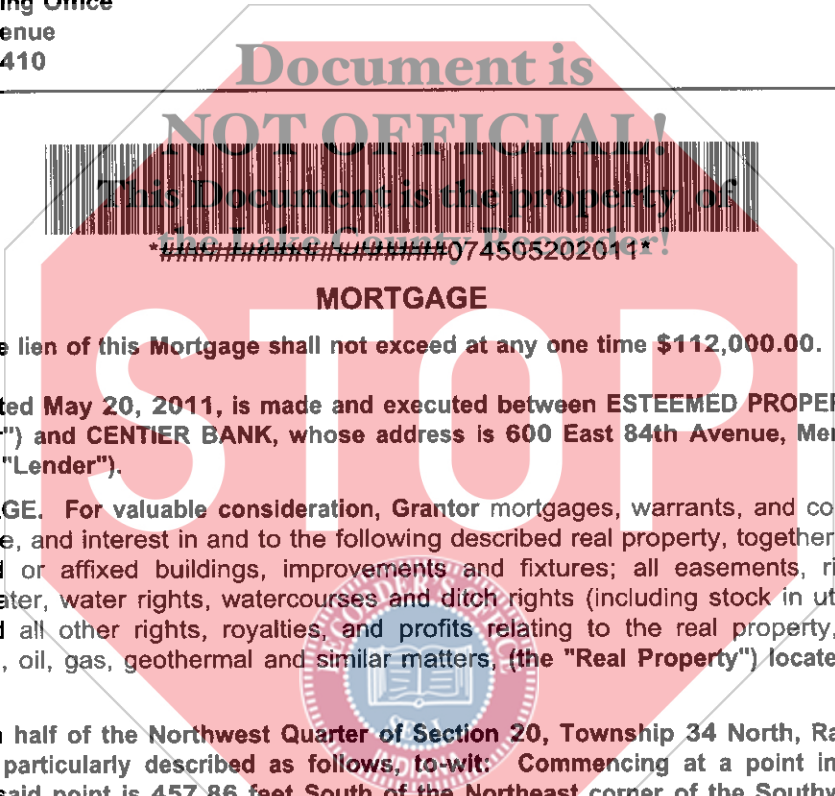 ing Office
enue
410
Document is
NOT OFFICIAL!
This Document is the property of
the Lake County Recorder!
*##################074505202011*
MORTGAGE
e lien of this Mortgage shall not exceed at any one time $112,000.00.
ted May 20, 2011, is made and executed between ESTEEMED PROPER
") and CENTIER BANK, whose address is 600 East 84th Avenue, Mer
"Lender").
GE. For valuable consideration, Grantor mortgages, warrants, and co
e, and interest in and to the following described real property, together
d or affixed buildings, improvements and fixtures; all easements, ri
ater, water rights, watercourses and ditch rights (including stock in ut
d all other rights, royalties, and profits relating to the real property,
, oil, gas, geothermal and similar matters, (the "Real Property") locate
half of the Northwest Quarter of Section 20, Township 34 North, Ra
particularly described as follows, to-wit: Commencing at a point in
said point is 457.86 feet South of the Northeast corner of the Southw
STOP
RECORDER'S OFFICE
SEAL
INDIANA